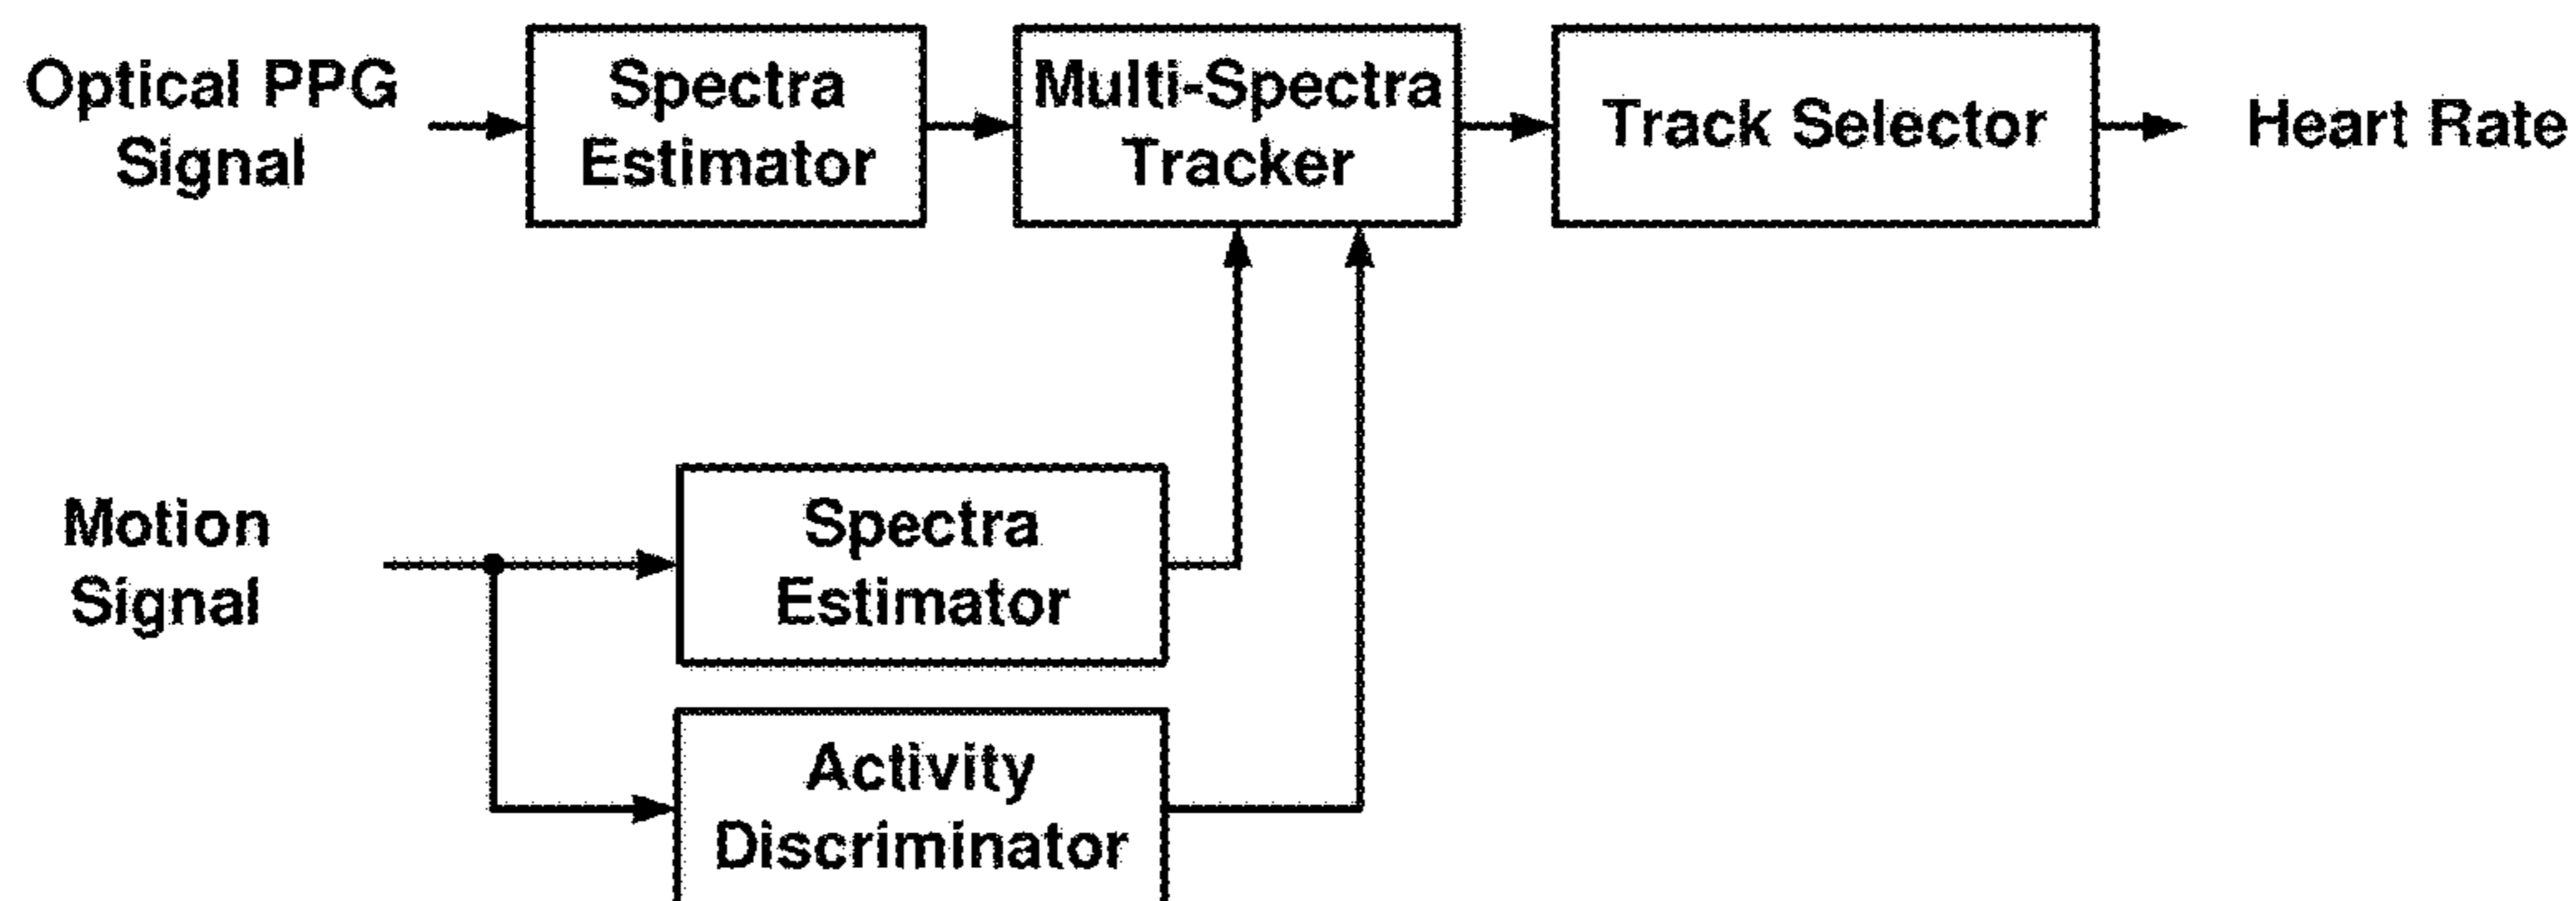 Optical PPG
Signal
Spectra
Estimator
Multi-Spectra
Tracker
Track Selector
Heart Rate
Motion
Signal
Spectra
Estimator
Activity
Discriminator